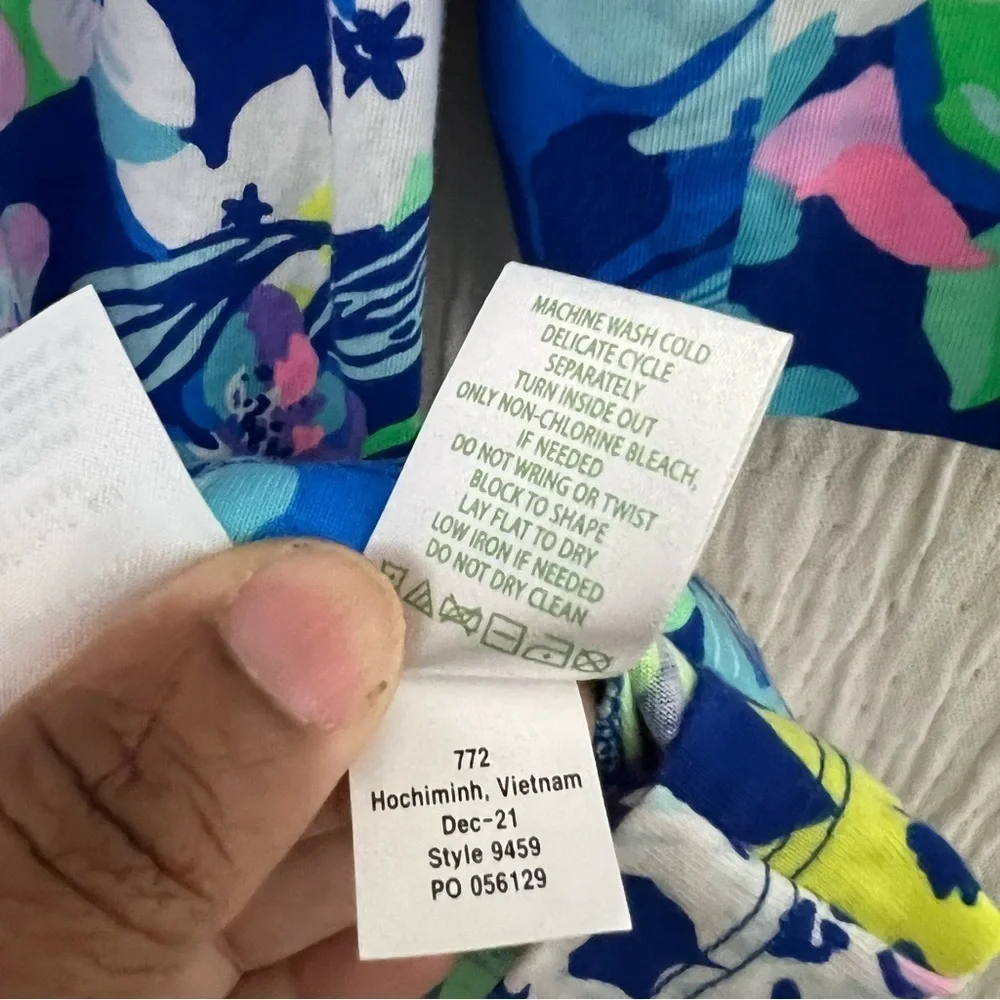 MACHINE WASH COLD
DELICATE CYCLE
SEPARATELY
TURN INSIDE OUT
ONLY NON-CHLORINE BLEACH,
IF NEEDED
DO NOT WRING OR TWIST
BLOCK TO SHAPE
LAY FLAT TO DRY
LOW IRON IF NEEDED
DO NOT DRY CLEAN
772
Hochiminh, Vietnam
Dec-21
Style 9459
PO 056129